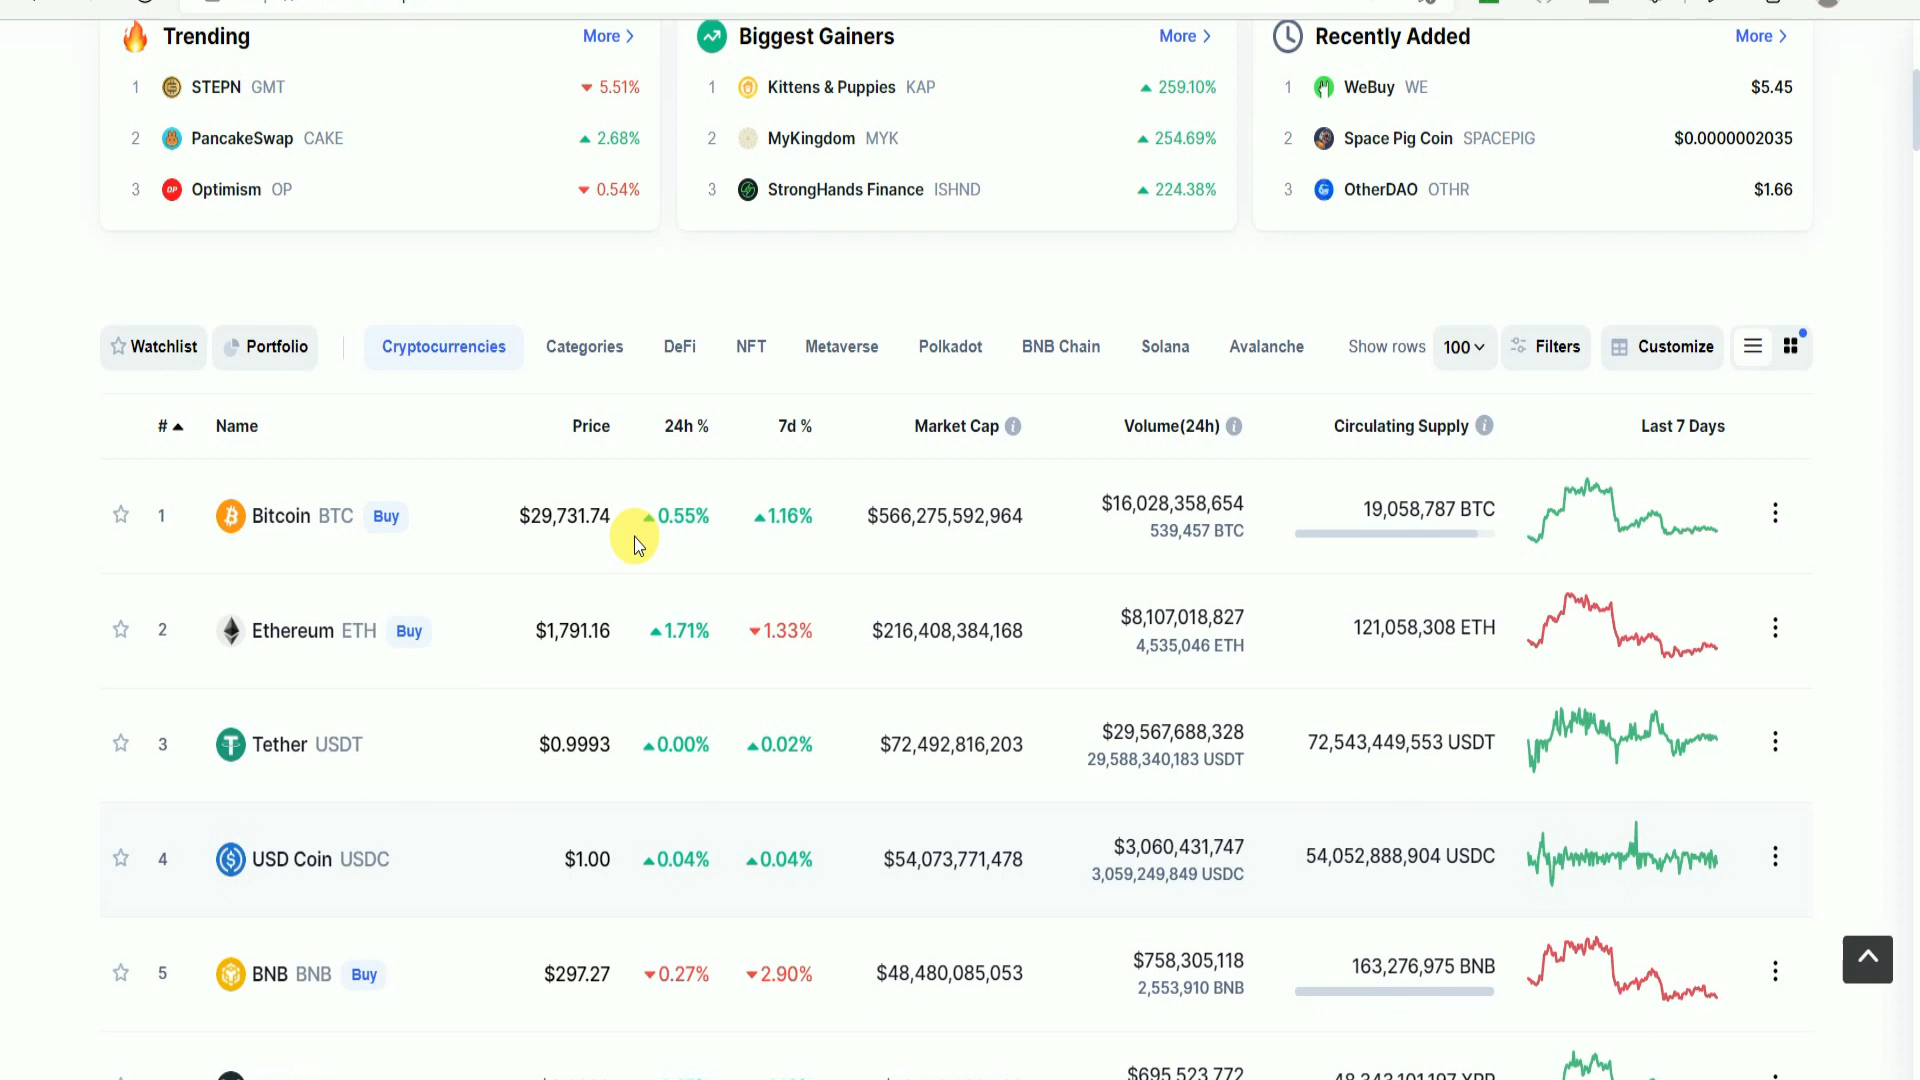 Trending More
1 STEPN GMT 5.51%
2 PancakeSwap CAKE 2.68%
3 Optimism OP 0.54%
Biggest Gainers More
1 Kittens & Puppies KAP 259.10%
2 MyKingdom MYK 254.69%
3 StrongHands Finance ISHND 224.38%
Recently Added More
1 WeBuy WE $5.45
2 Space Pig Coin SPACEPIG $0.0000002035
3 OtherDAO OTHR $1.66
Watchlist Portfolio Cryptocurrencies Categories DeFi NFT Metaverse Polkadot BNB Chain Solana Avalanche Show rows 100 Filters Customize
# Name Price 24h % 7d % Market Cap Volume(24h) Circulating Supply Last 7 Days
1 Bitcoin BTC Buy $29,731.74 0.55% 1.16% $566,275,592,964 $16,028,358,654 19,058,787 BTC
539,457 BTC
2 Ethereum ETH Buy $1,791.16 1.71% 1.33% $216,408,384,168 $8,107,018,827 121,058,308 ETH
4,535,046 ETH
3 Tether USDT $0.9993 0.00% 0.02% $72,492,816,203 $29,567,688,328 72,543,449,553 USDT
29,588,340,183 USDT
4 USD Coin USDC $1.00 0.04% 0.04% $54,073,771,478 $3,060,431,747 54,052,888,904 USDC
3,059,249,849 USDC
5 BNB BNB Buy $297.27 0.27% 2.90% $48,480,085,053 $758,305,118 163,276,975 BNB
2,553,910 BNB
$695,523,772 48,343,101,197 XRP